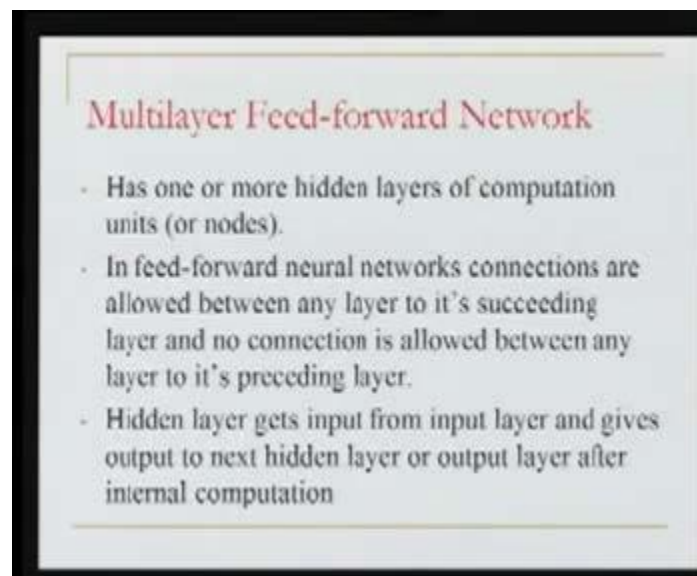 Multilayer Feed-forward Network
- Has one or more hidden layers of computation
units (or nodes).
- In feed-forward neural networks connections are
allowed between any layer to it's succeeding
layer and no connection is allowed between any
layer to it's preceding layer.
- Hidden layer gets input from input layer and gives
output to next hidden layer or output layer after
internal computation